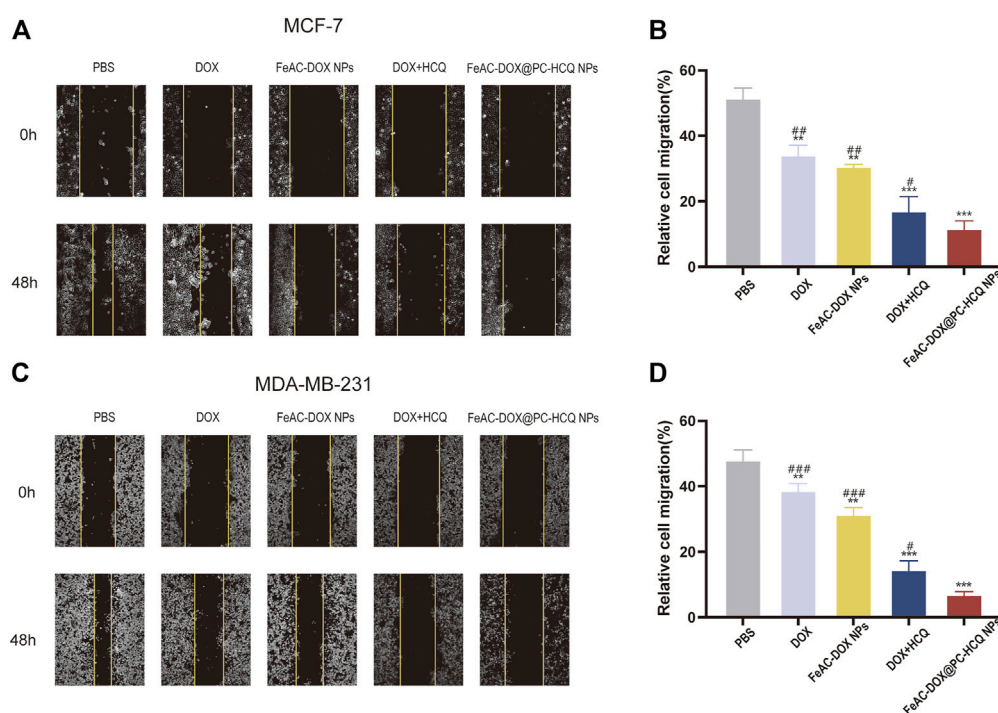 A
MCF-7
PBS DOX FeAC-DOX NPs DOX+HCQ FeAC-DOX@PC-HCQ NPs
0h
48h
B
Relative cell migration(%)
60
40
20
0
##
**
##
**
#
***
***
PBS
DOX
FeAC-DOX NPs
DOX+HCQ
FeAC-DOX@PC-HCQ NPs
C
MDA-MB-231
PBS DOX FeAC-DOX NPs DOX+HCQ FeAC-DOX@PC-HCQ NPs
0h
48h
D
Relative cell migration(%)
60
40
20
0
###
**
###
**
#
***
***
PBS
DOX
FeAC-DOX NPs
DOX+HCQ
FeAC-DOX@PC-HCQ NPs